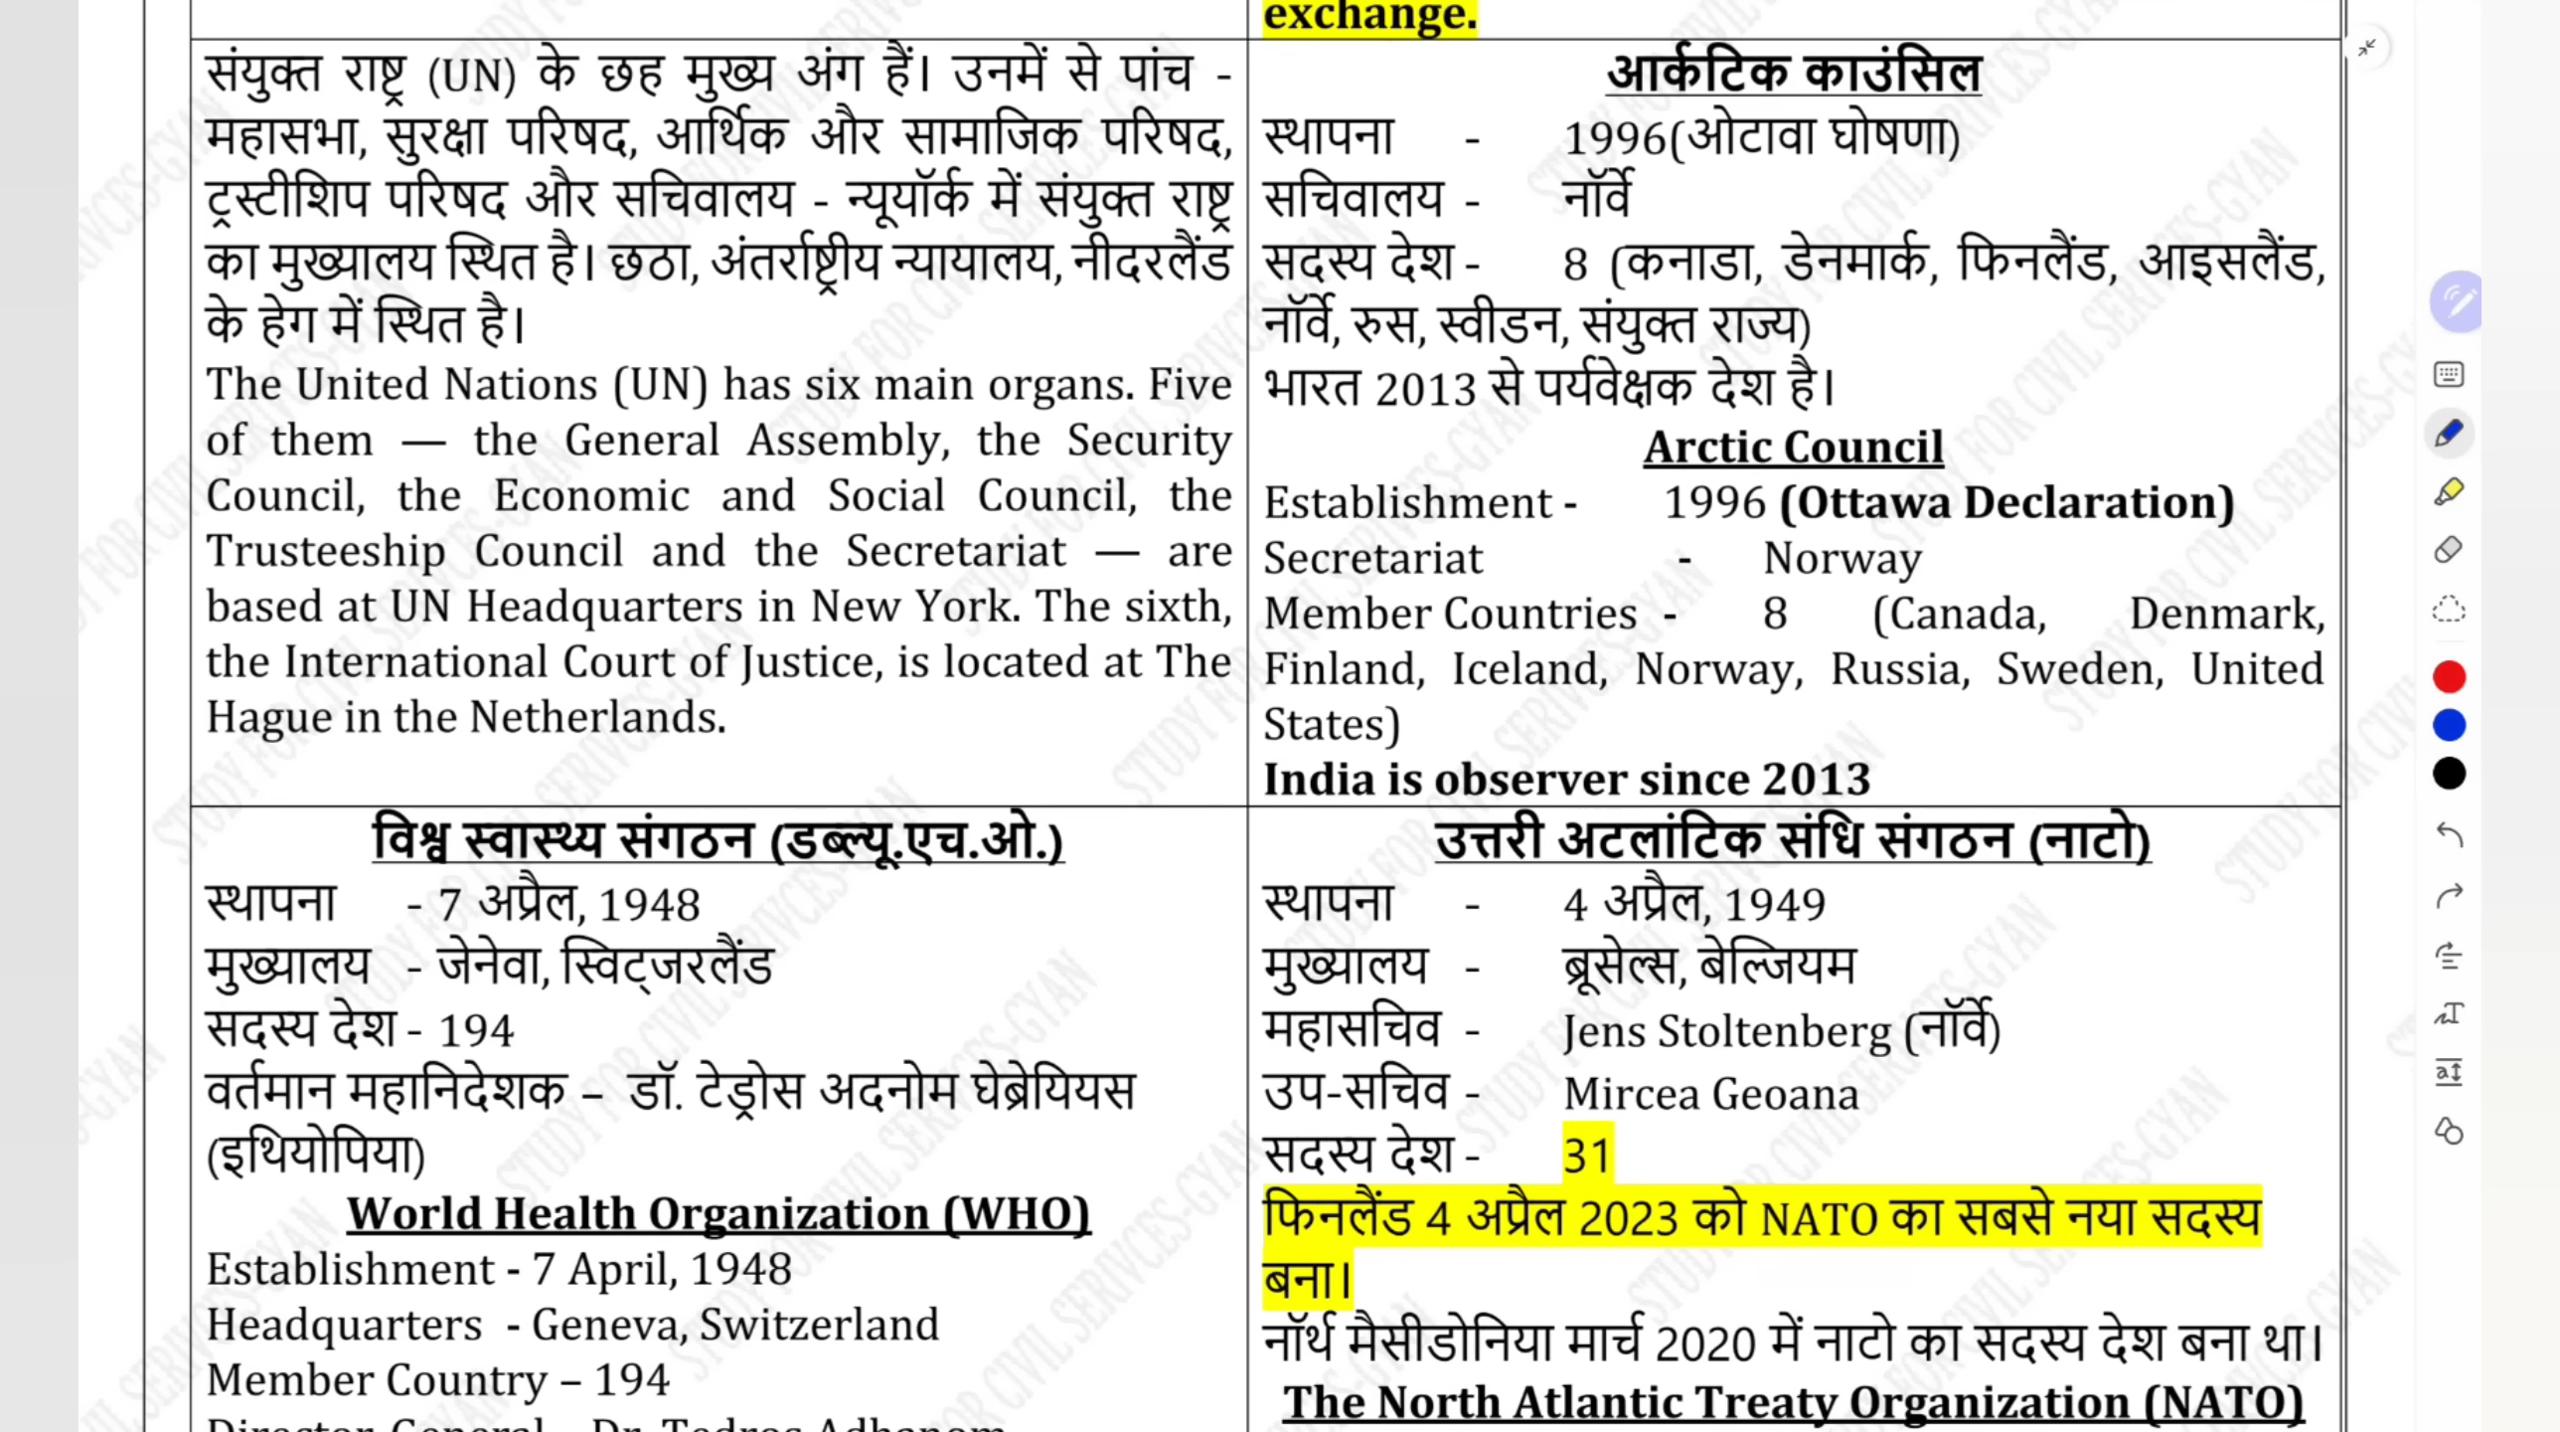 exchange.
संयुक्त राष्ट्र (UN) के छह मुख्य अंग हैं। उनमें से पांच -
महासभा, सुरक्षा परिषद, आर्थिक और सामाजिक परिषद,
ट्रस्टीशिप परिषद और सचिवालय - न्यूयॉर्क में संयुक्त राष्ट्र
का मुख्यालय स्थित है। छठा, अंतर्राष्ट्रीय न्यायालय, नीदरलैंड
के हेग में स्थित है।
The United Nations (UN) has six main organs. Five
of them — the General Assembly, the Security
Council, the Economic and Social Council, the
Trusteeship Council and the Secretariat — are
based at UN Headquarters in New York. The sixth,
the International Court of Justice, is located at The
Hague in the Netherlands.
आर्कटिक काउंसिल
स्थापना - 1996(ओटावा घोषणा)
सचिवालय - नॉर्वे
सदस्य देश - 8 (कनाडा, डेनमार्क, फिनलैंड, आइसलैंड,
नॉर्वे, रुस, स्वीडन, संयुक्त राज्य)
भारत 2013 से पर्यवेक्षक देश है।
Arctic Council
Establishment - 1996 (Ottawa Declaration)
Secretariat - Norway
Member Countries - 8 (Canada, Denmark,
Finland, Iceland, Norway, Russia, Sweden, United
States)
India is observer since 2013
विश्व स्वास्थ्य संगठन (डब्ल्यू.एच.ओ.)
स्थापना - 7 अप्रैल, 1948
मुख्यालय - जेनेवा, स्विट्जरलैंड
सदस्य देश - 194
वर्तमान महानिदेशक – डॉ. टेड्रोस अदनोम घेब्रेयियस
(इथियोपिया)
World Health Organization (WHO)
Establishment - 7 April, 1948
Headquarters - Geneva, Switzerland
Member Country – 194
Director General – Dr. Tedros Adhanom
उत्तरी अटलांटिक संधि संगठन (नाटो)
स्थापना - 4 अप्रैल, 1949
मुख्यालय - ब्रूसेल्स, बेल्जियम
महासचिव - Jens Stoltenberg (नॉर्वे)
उप-सचिव - Mircea Geoana
सदस्य देश - 31
फिनलैंड 4 अप्रैल 2023 को NATO का सबसे नया सदस्य
बना।
नॉर्थ मैसीडोनिया मार्च 2020 में नाटो का सदस्य देश बना था।
The North Atlantic Treaty Organization (NATO)
STUDY FOR CIVIL SERIVCES-GYAN